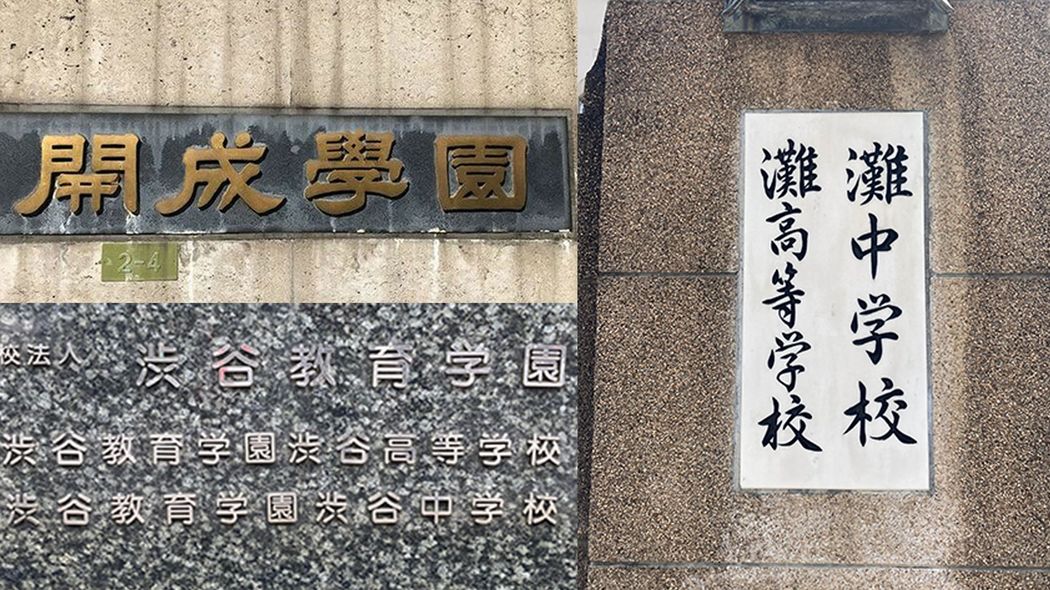 開成學園
2-4
校法人 渋谷教育学園
渋谷教育学園渋谷高等学校
渋谷教育学園渋谷中学校
灘中学校
灘高等学校